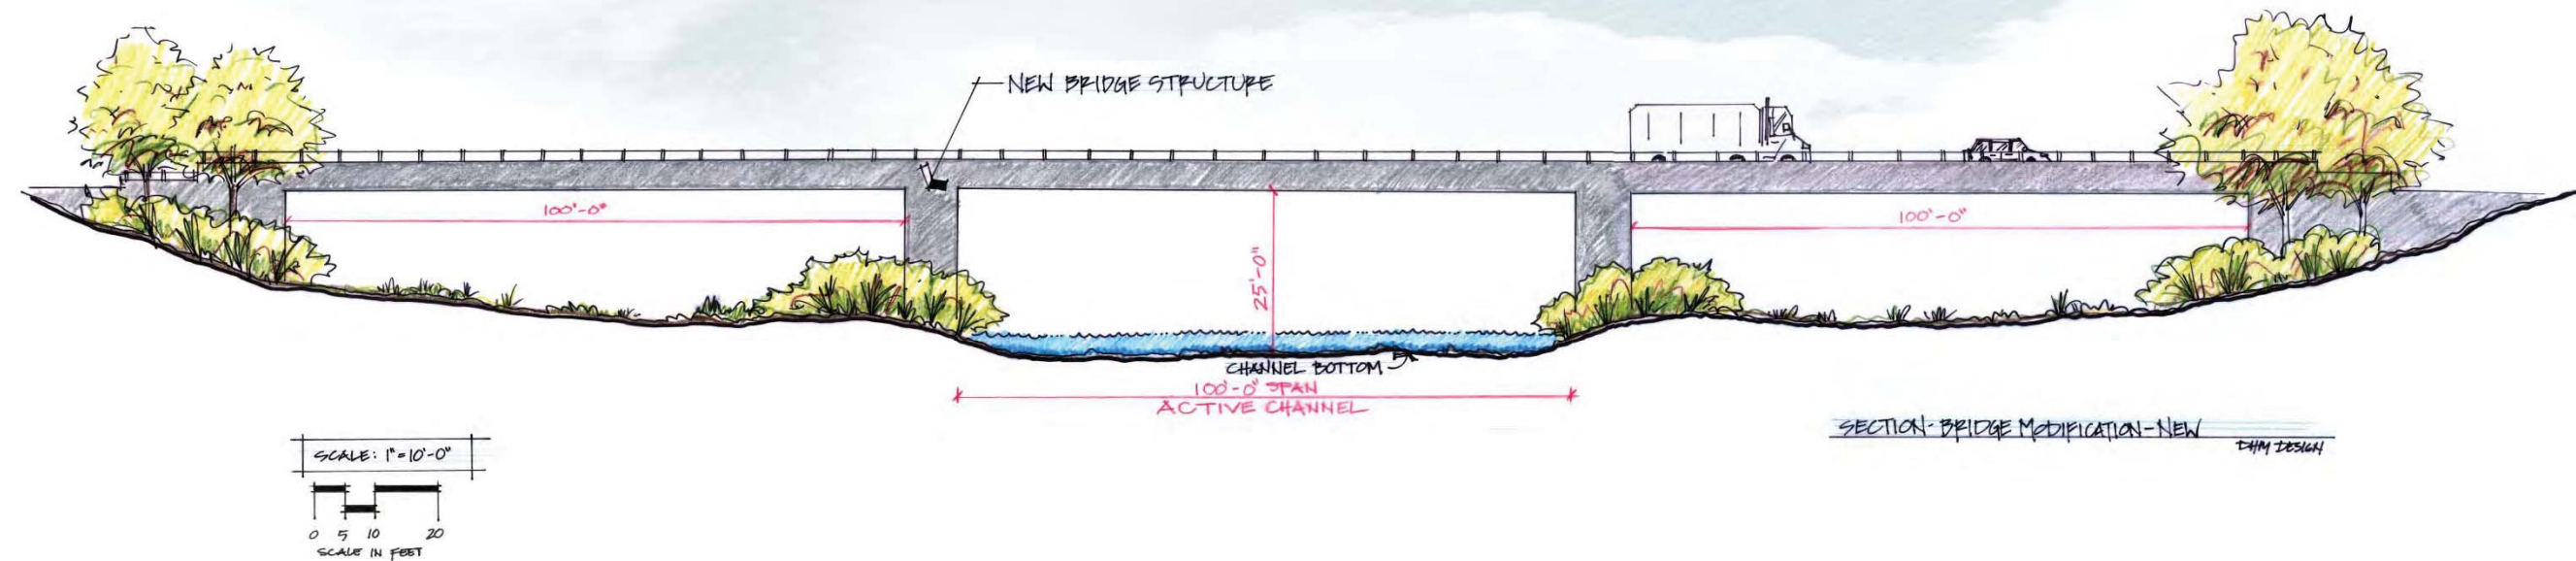 NEW BRIDGE STRUCTURE
100'-0"
25'-0"
100'-0"
CHANNEL BOTTOM
100'-0" SPAN
ACTIVE CHANNEL
SECTION-BRIDGE MODIFICATION-NEW
DHM DESIGN
SCALE: 1"=10'-0"
0 5 10 20
SCALE IN FEET